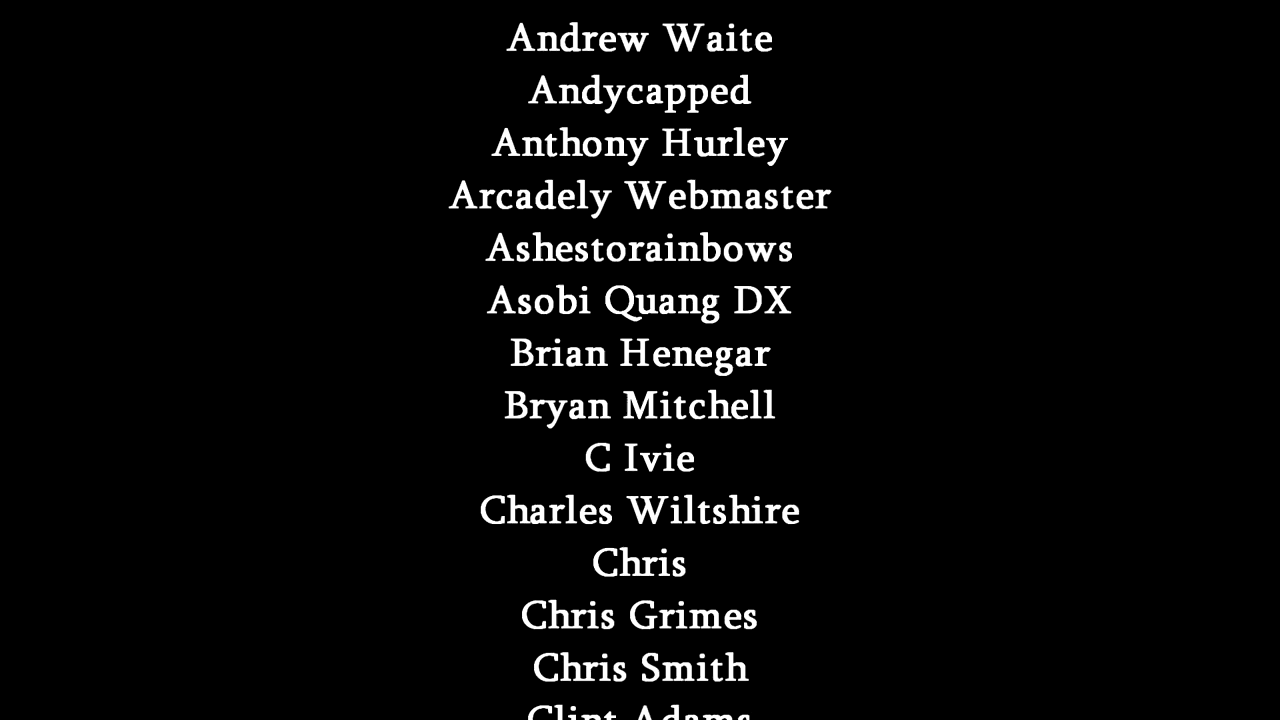 Andrew Waite
Andycapped
Anthony Hurley
Arcadely Webmaster
Ashestorainbows
Asobi Quang DX
Brian Henegar
Bryan Mitchell
C Ivie
Charles Wiltshire
Chris
Chris Grimes
Chris Smith
Clint Adams